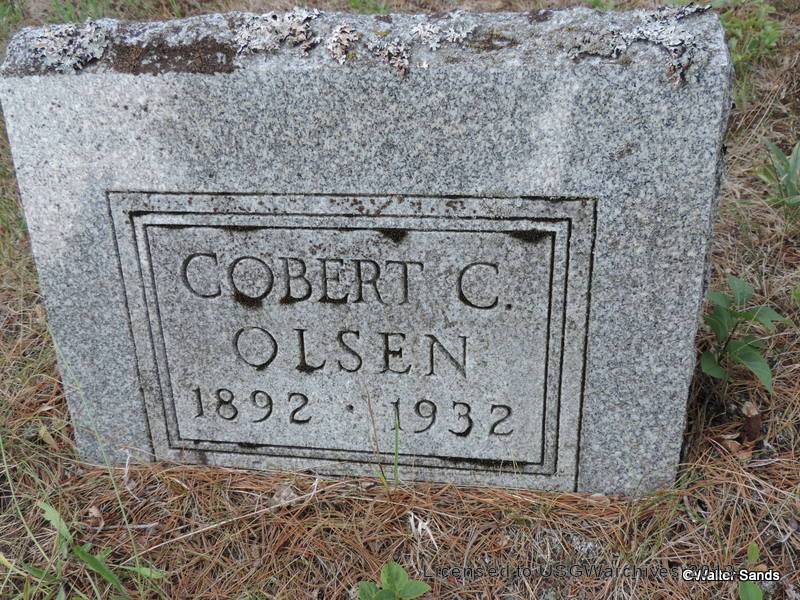 COBERT C.
OLSEN
1892 · 1932
Licensed to USGWarchives
©Walter Sands